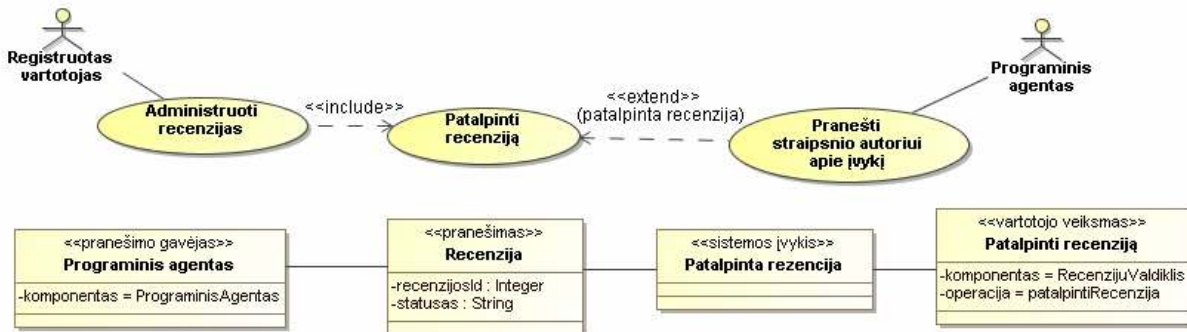 Registruotas
vartotojas
Administruoti
recenzijas
<<include>>
Patalpinti
recenziją
<<extend>>
(patalpinta recenzija)
Pranešti
straipsnio autoriui
apie įvykį
Programinis
agentas
<<pranešimo gavėjas>>
Programinis agentas
-komponentas = PrograminisAgentas
<<pranešimas>>
Recenzija
-recenzijosId : Integer
-statusas : String
<<sistemos įvykis>>
Patalpinta rezencija
<<vartotojo veiksmas>>
Patalpinti recenziją
-komponentas = RecenzijuValdiklis
-operacija = patalpintiRecenzija